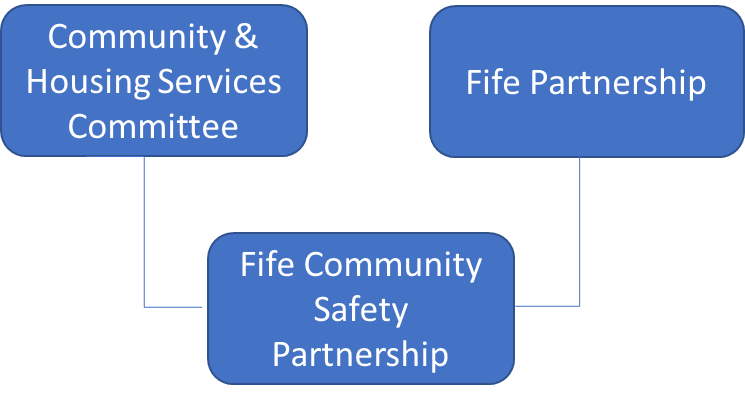 Community &
Housing Services
Committee
Fife Partnership
Fife Community
Safety
Partnership